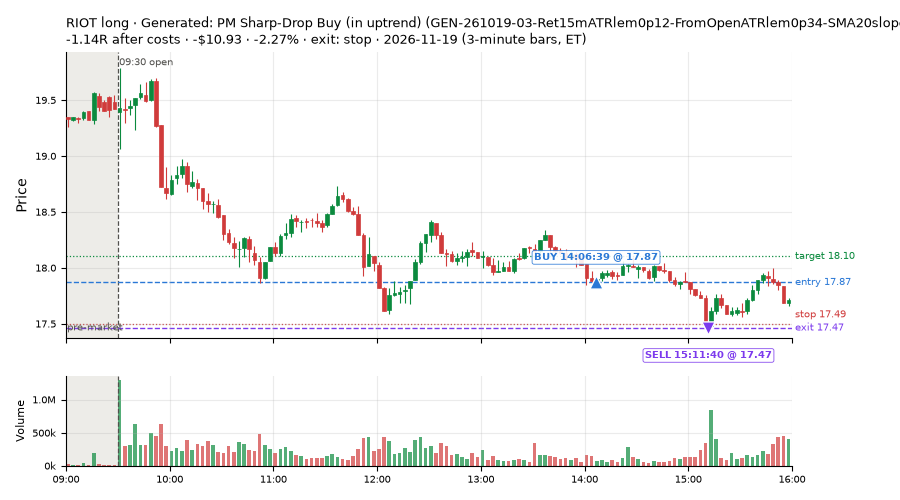 RIOT long · Generated: PM Sharp-Drop Buy (in uptrend) (GEN-261019-03-Ret15mATRlem0p12-FromOpenATRlem0p34-SMA20slope
-1.14R after costs · -$10.93 · -2.27% · exit: stop · 2026-11-19 (3-minute bars, ET)
09:30 open
19.5
19.0
18.5
18.0
17.5
Price
BUY 14:06:39 @ 17.87
target 18.10
entry 17.87
stop 17.49
exit 17.47
pre-market
SELL 15:11:40 @ 17.47
1.0M
500k
0k
Volume
09:00
10:00
11:00
12:00
13:00
14:00
15:00
16:00